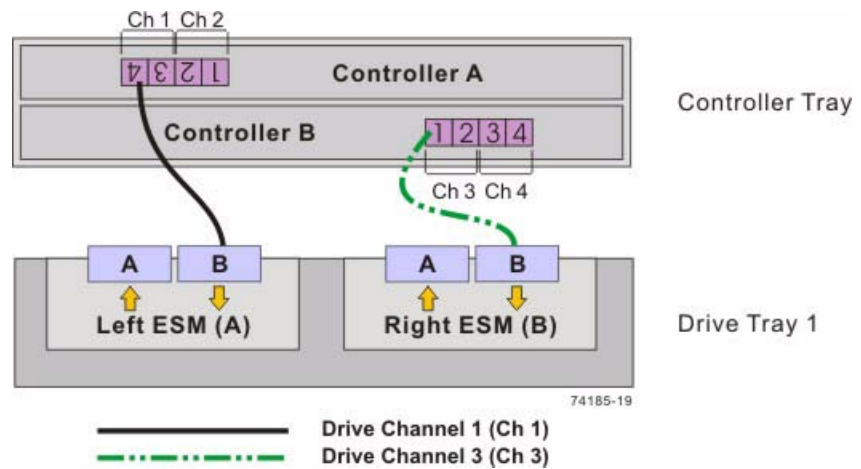 Ch 1 Ch 2
4 3 2 1
Controller A
Controller Tray
Controller B
1 2 3 4
Ch 3 Ch 4
A B A B
Left ESM (A) Right ESM (B)
Drive Tray 1
74185-19
Drive Channel 1 (Ch 1)
Drive Channel 3 (Ch 3)